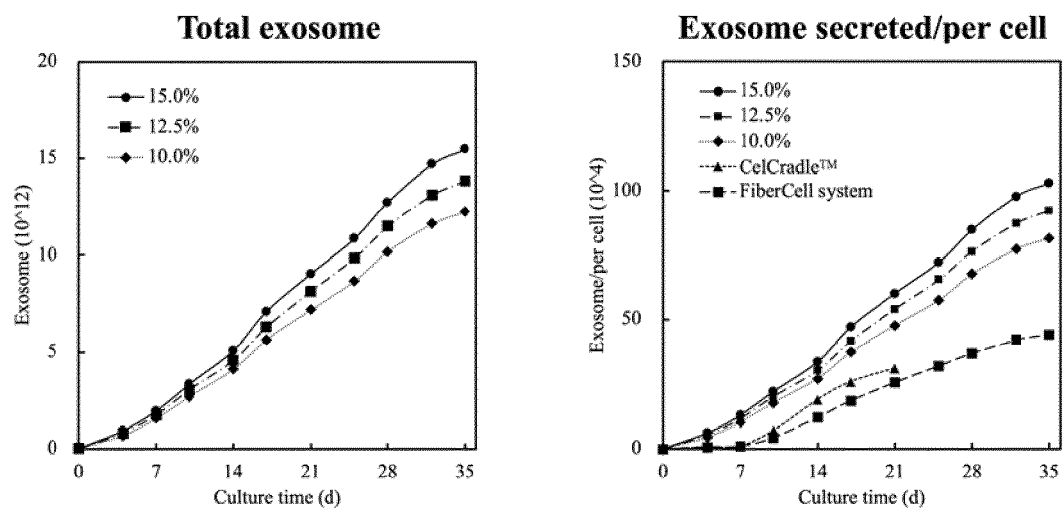 Total exosome
20
15
10
5
0
Exosome (10^12)
15.0%
12.5%
10.0%
0 7 14 21 28 35
Culture time (d)
Exosome secreted/per cell
150
100
50
0
Exosome/per cell (10^4)
15.0%
12.5%
10.0%
CelCradle™
FiberCell system
0 7 14 21 28 35
Culture time (d)